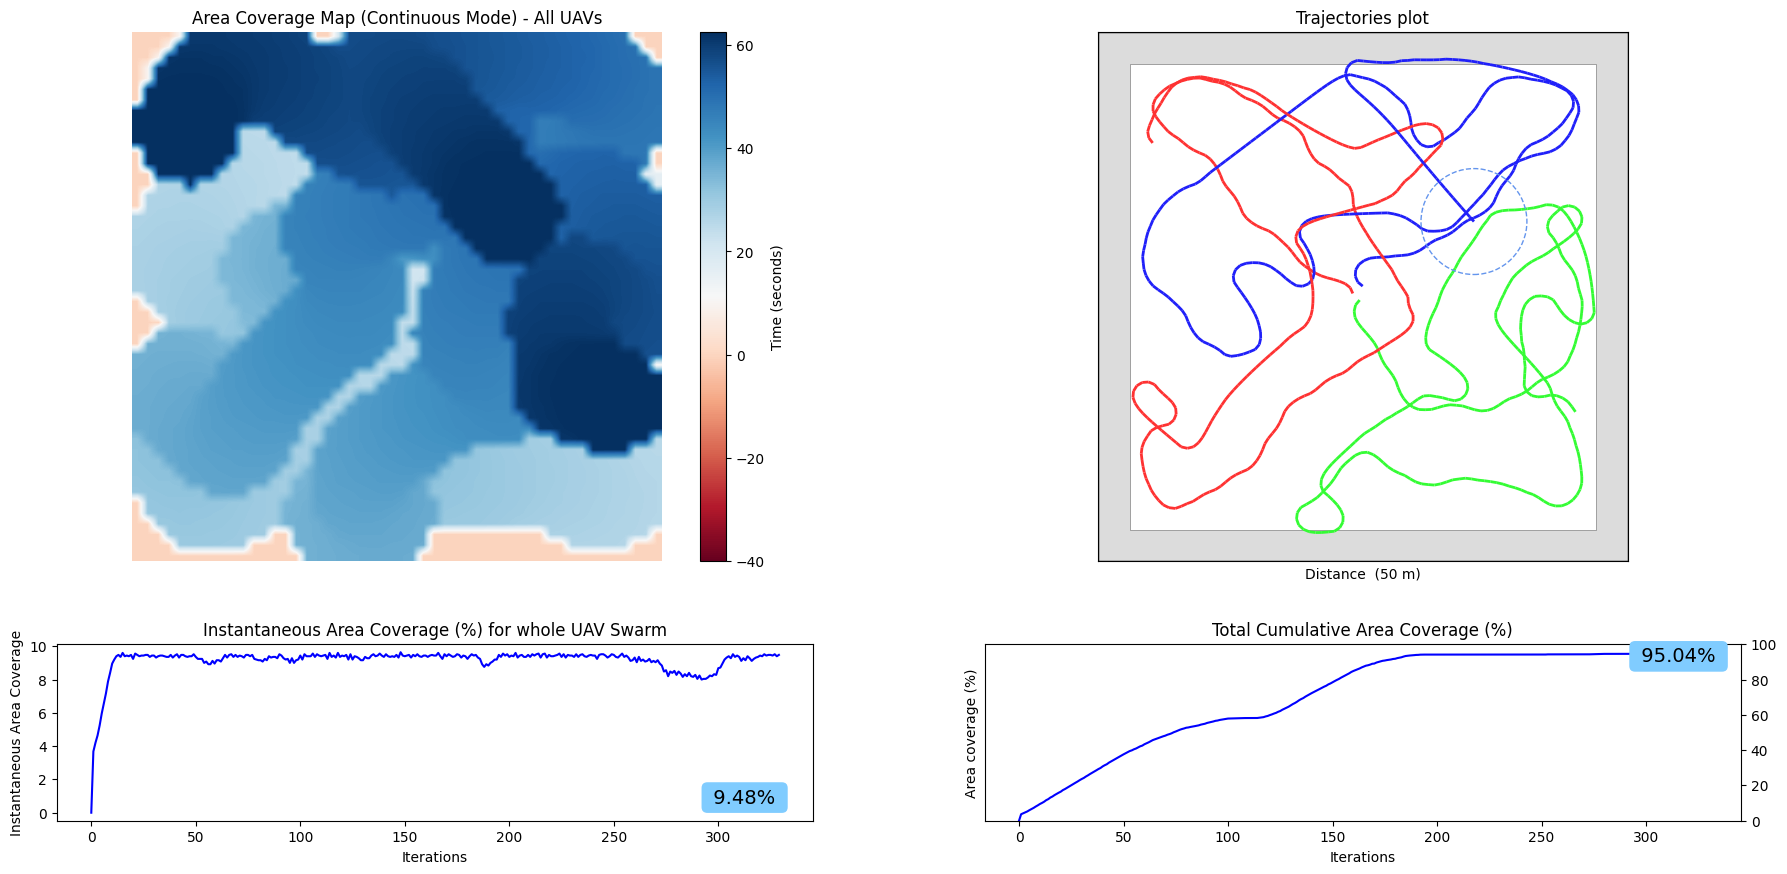 Area Coverage Map (Continuous Mode) - All UAVs
60
40
20
0
−20
−40
Time (seconds)
Trajectories plot
Distance  (50 m)
Instantaneous Area Coverage (%) for whole UAV Swarm
Instantaneous Area Coverage
10
8
6
4
2
0
9.48%
0 50 100 150 200 250 300
Iterations
Total Cumulative Area Coverage (%)
Area coverage (%)
95.04%
100
80
60
40
20
0
0 50 100 150 200 250 300
Iterations